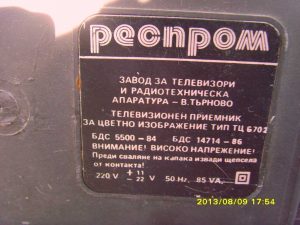 респром
ЗАВОД ЗА ТЕЛЕВИЗОРИ
И РАДИОТЕХНИЧЕСКА
АПАРАТУРА – В. ТЪРНОВО
ТЕЛЕВИЗИОНЕН ПРИЕМНИК
ЗА ЦВЕТНО ИЗОБРАЖЕНИЕ ТИП ТЦ 6702
БДС 5500 – 84 БДС 14714 – 86
ВНИМАНИЕ! ВИСОКО НАПРЕЖЕНИЕ!
Преди сваляне на капака извади щепсела
от контакта!
220 V + 11 – 22 V 50 Hz, 85 VA,
2013/08/09 17:54